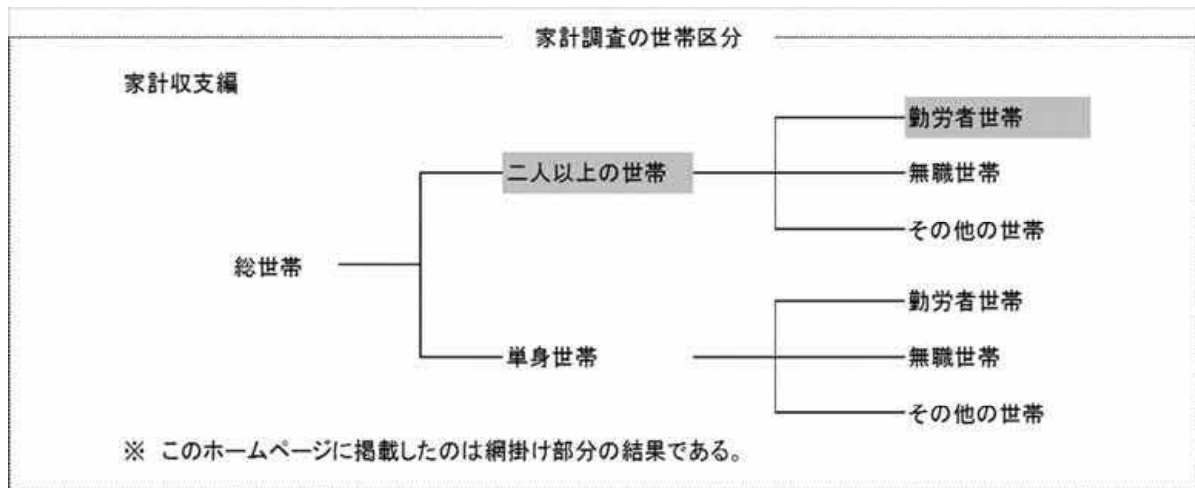 家計調査の世帯区分
家計収支編
勤労者世帯
二人以上の世帯
無職世帯
その他の世帯
総世帯
勤労者世帯
単身世帯
無職世帯
その他の世帯
※ このホームページに掲載したのは網掛け部分の結果である。